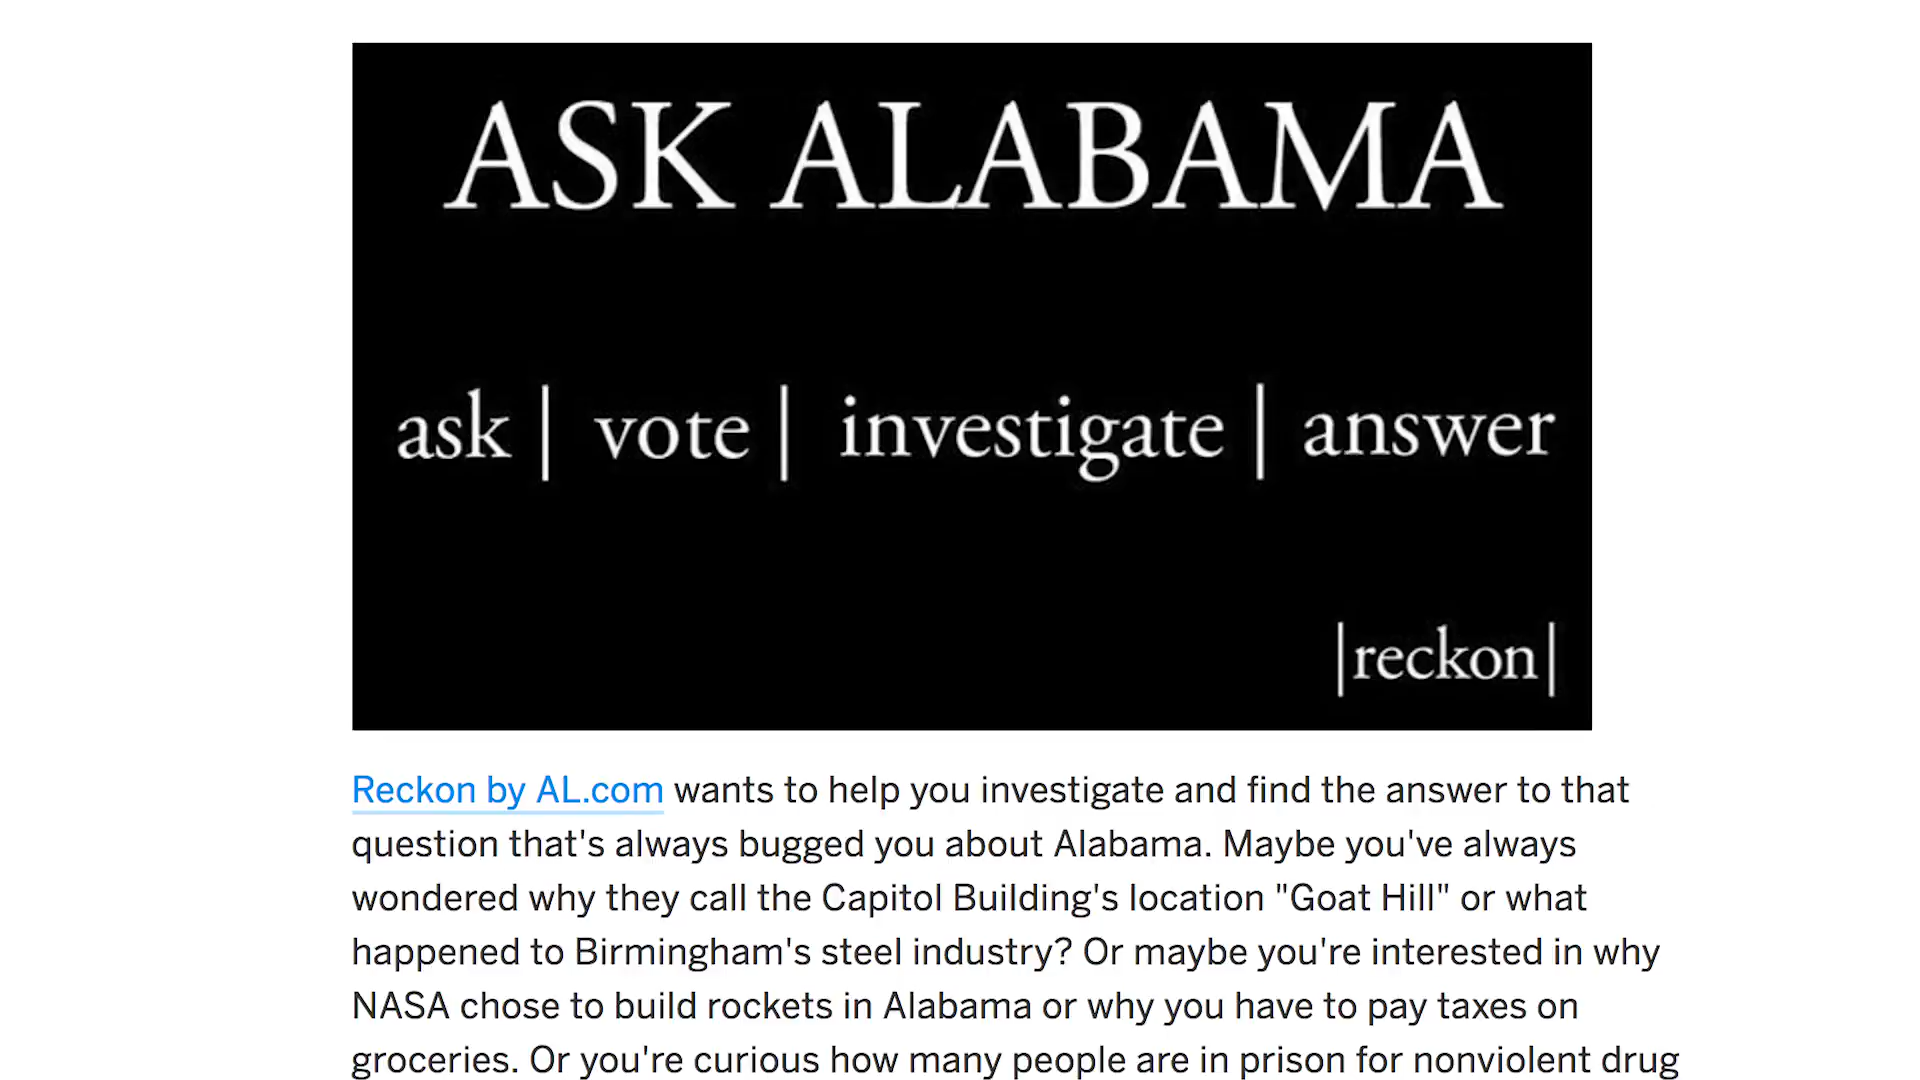 ASK ALABAMA
ask | vote | investigate | answer
|reckon|
Reckon by AL.com wants to help you investigate and find the answer to that
question that's always bugged you about Alabama. Maybe you've always
wondered why they call the Capitol Building's location "Goat Hill" or what
happened to Birmingham's steel industry? Or maybe you're interested in why
NASA chose to build rockets in Alabama or why you have to pay taxes on
groceries. Or you're curious how many people are in prison for nonviolent drug